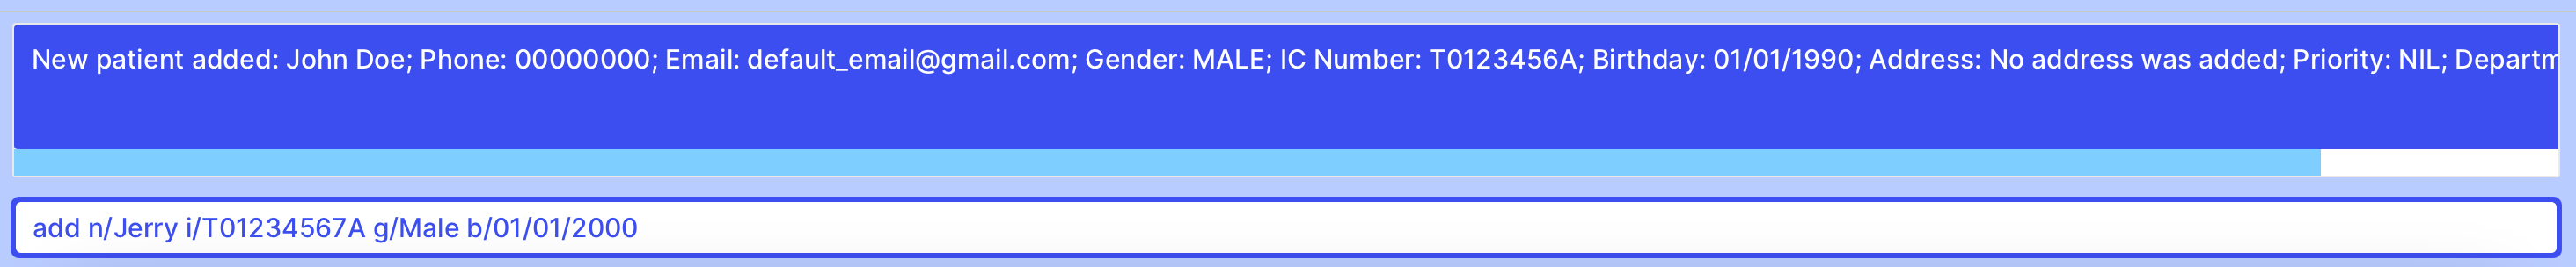 New patient added: John Doe; Phone: 00000000; Email: default_email@gmail.com; Gender: MALE; IC Number: T0123456A; Birthday: 01/01/1990; Address: No address was added; Priority: NIL; Departm
add n/Jerry i/T01234567A g/Male b/01/01/2000